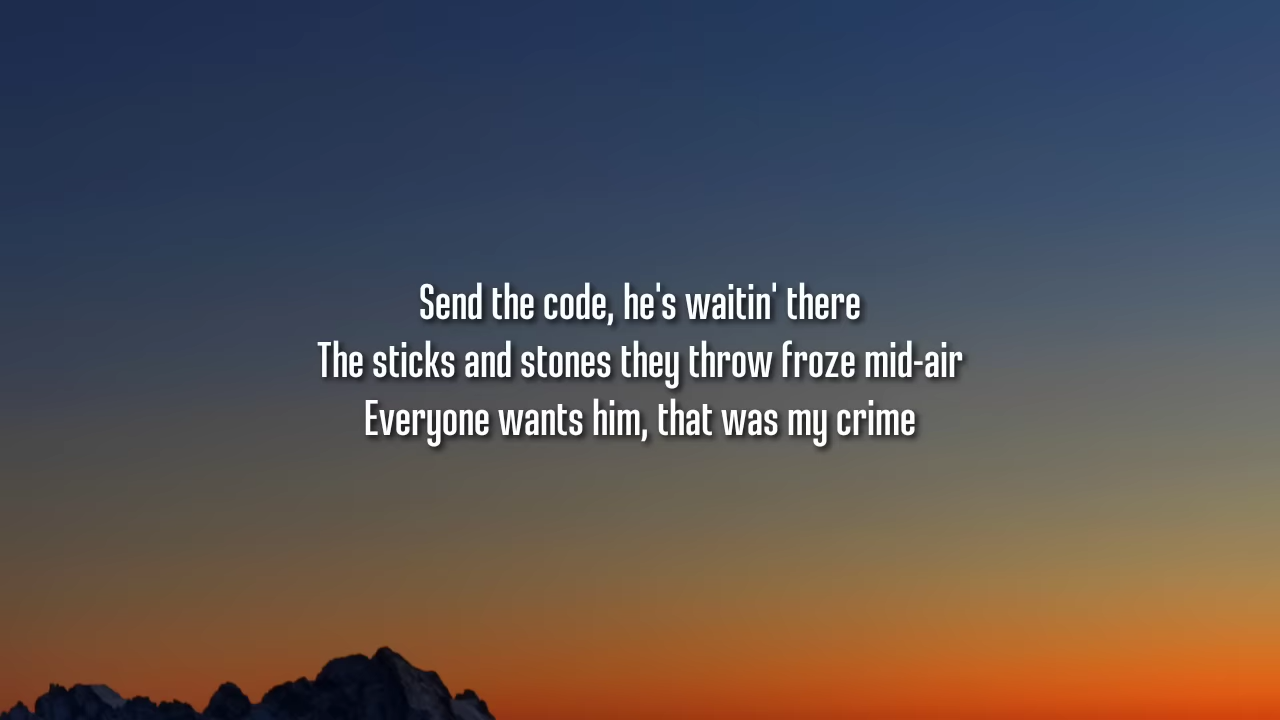 Send the code, he's waitin' there
The sticks and stones they throw froze mid-air
Everyone wants him, that was my crime